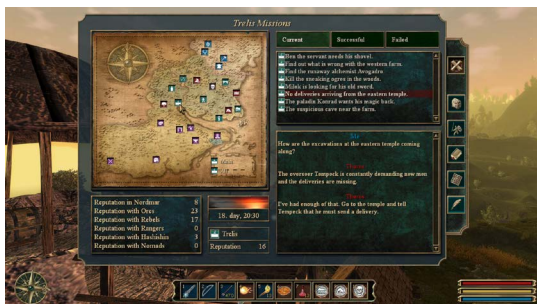 Trelis Missions
Current
Successful
Failed
Ben the servant needs his shovel.
Find out what is wrong with the western farm.
Find the runaway alchemist Avogadro.
Kill the sneaking ogres in the woods.
Milok is looking for his old sword.
No deliveries arriving from the eastern temple.
The paladin Konrad wants his magic back.
The suspicious cave near the farm.
Me
How are the excavations at the eastern temple coming
along?
The overseer Tempeck is constantly demanding new men
and the deliveries are missing.
I've had enough of that. Go to the temple and tell
Tempeck that he must send a delivery.
Reputation in Nordmar 8
Reputation with Orcs 23
Reputation with Rebels 17
Reputation with Rangers 0
Reputation with Hashishin 3
Reputation with Nomads 0
18. day, 20:30
Trelis
Reputation 16